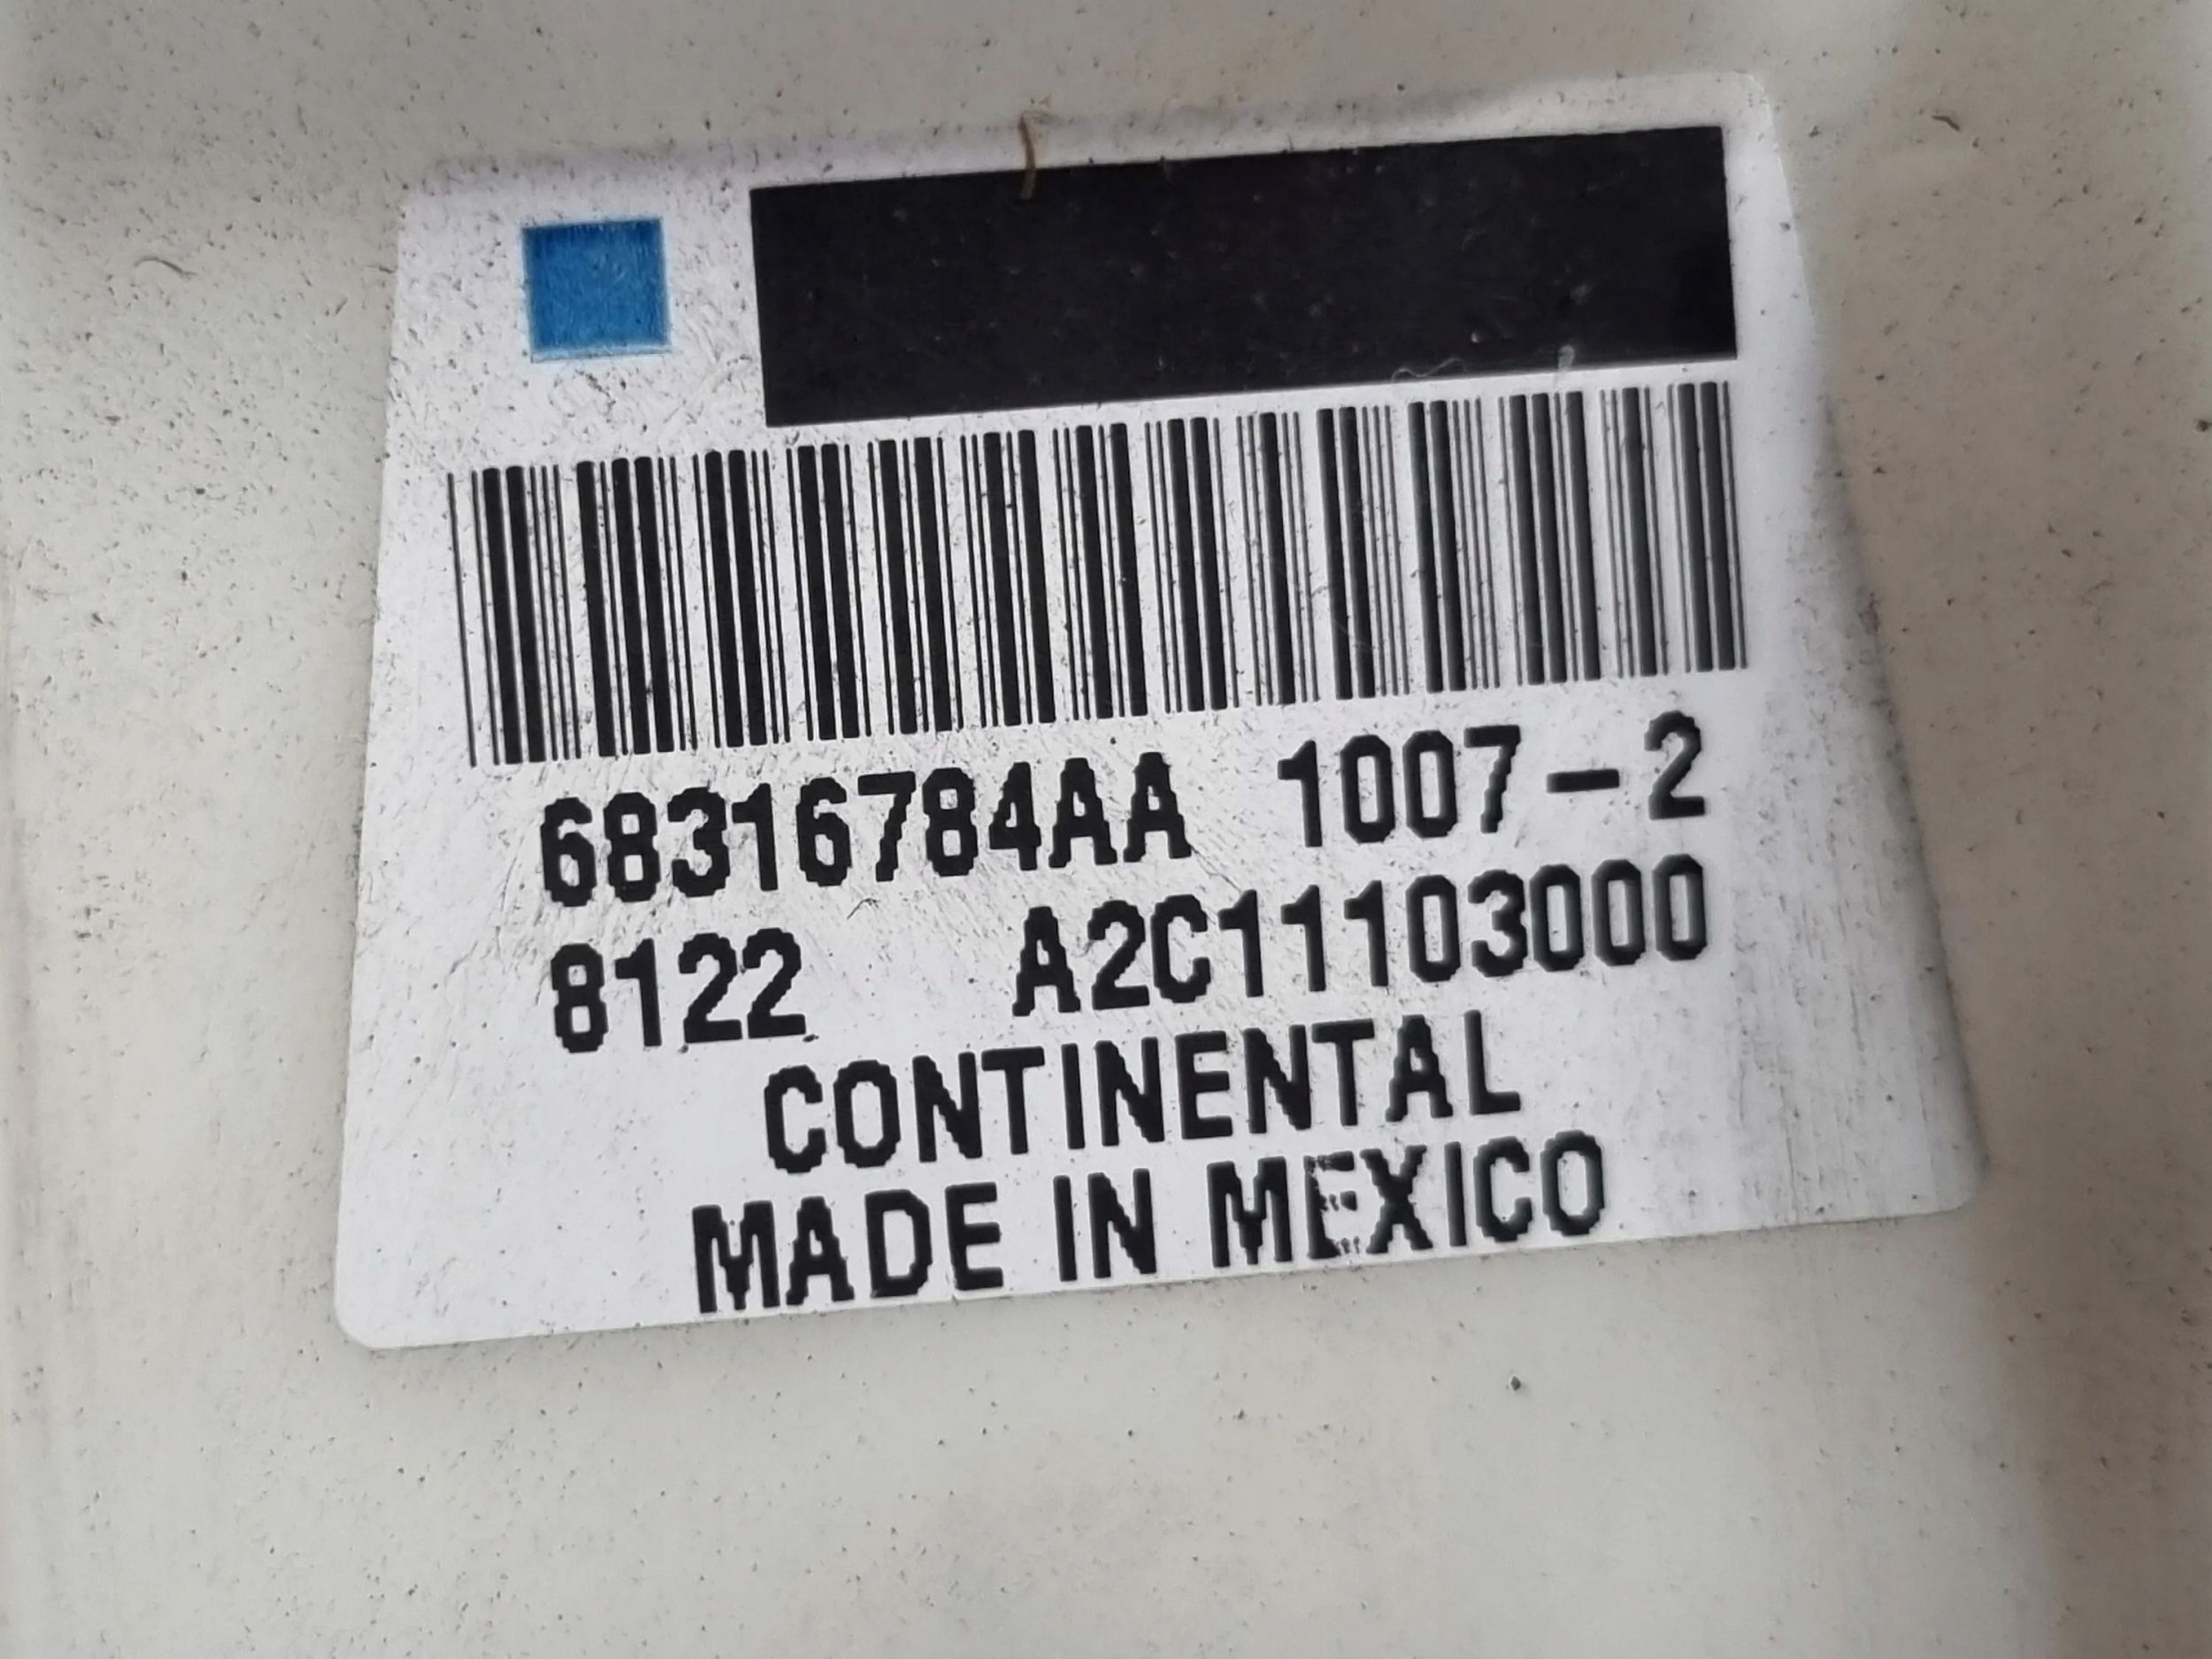 68316784AA 1007-2
8122 A2C11103000
CONTINENTAL
MADE IN MEXICO